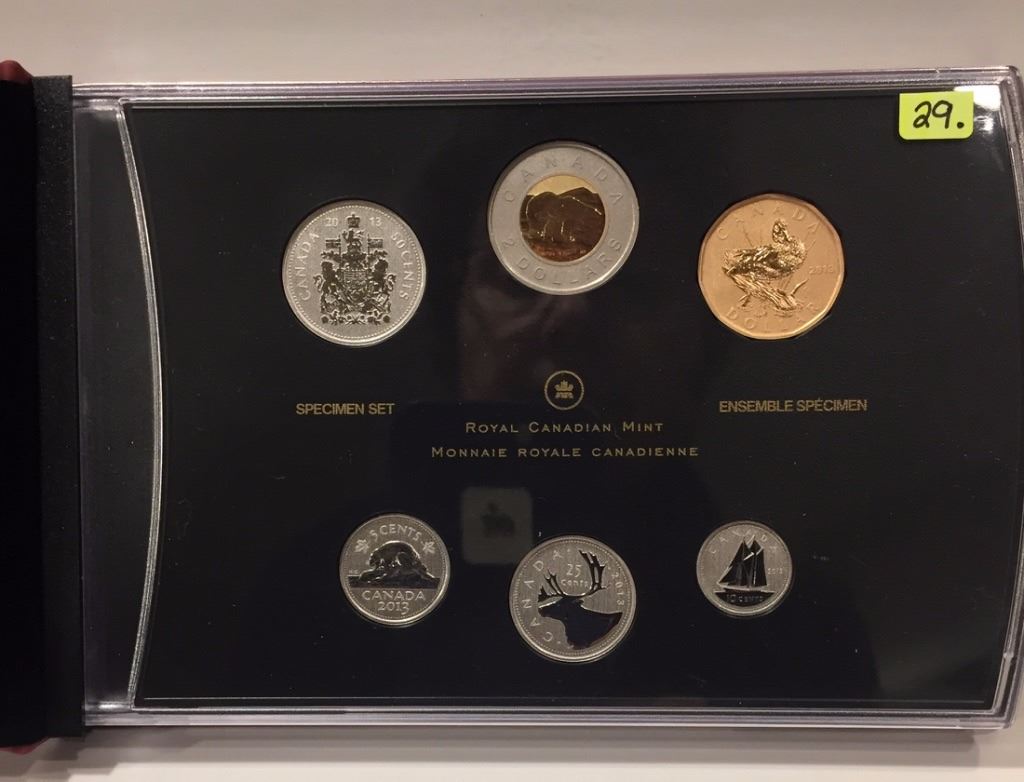 29.
CANADA
2 DOLLARS
CANADA 2013 50 CENTS
CANADA
2013
DOLLAR
SPECIMEN SET
ENSEMBLE SPÉCIMEN
ROYAL CANADIAN MINT
MONNAIE ROYALE CANADIENNE
5 CENTS
CANADA
2013
CANADA
25
cents
2013
CANADA
2013
10 cents